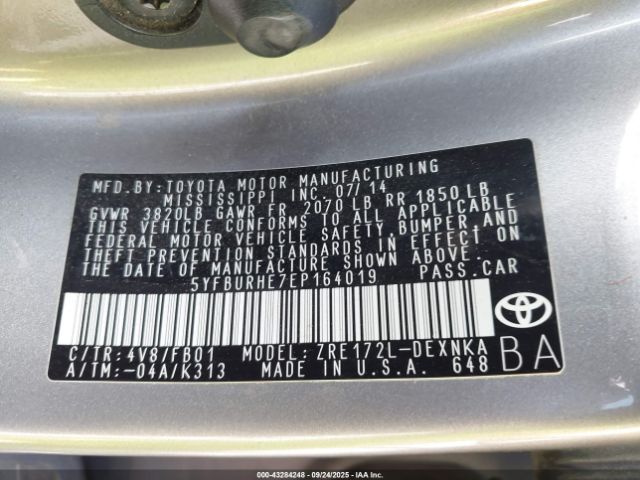 MFD. BY: TOYOTA MOTOR MANUFACTURING
MISSISSIPPI INC. 07/14
GVWR 3820LB GAWR FR. 2070 LB RR 1850 LB
THIS VEHICLE CONFORMS TO ALL APPLICABLE
FEDERAL MOTOR VEHICLE SAFETY, BUMPER AND
THEFT PREVENTION STANDARDS IN EFFECT ON
THE DATE OF MANUFACTURE SHOWN ABOVE.
5YFBURHE7EP164019 PASS.CAR
C/TR:4V8/FB01 MODEL: ZRE172L-DEXNKA
A/TM:-04A/K313 MADE IN U.S.A. 648
BA
00-43284248 - 09/24/2025 - IAA Inc.